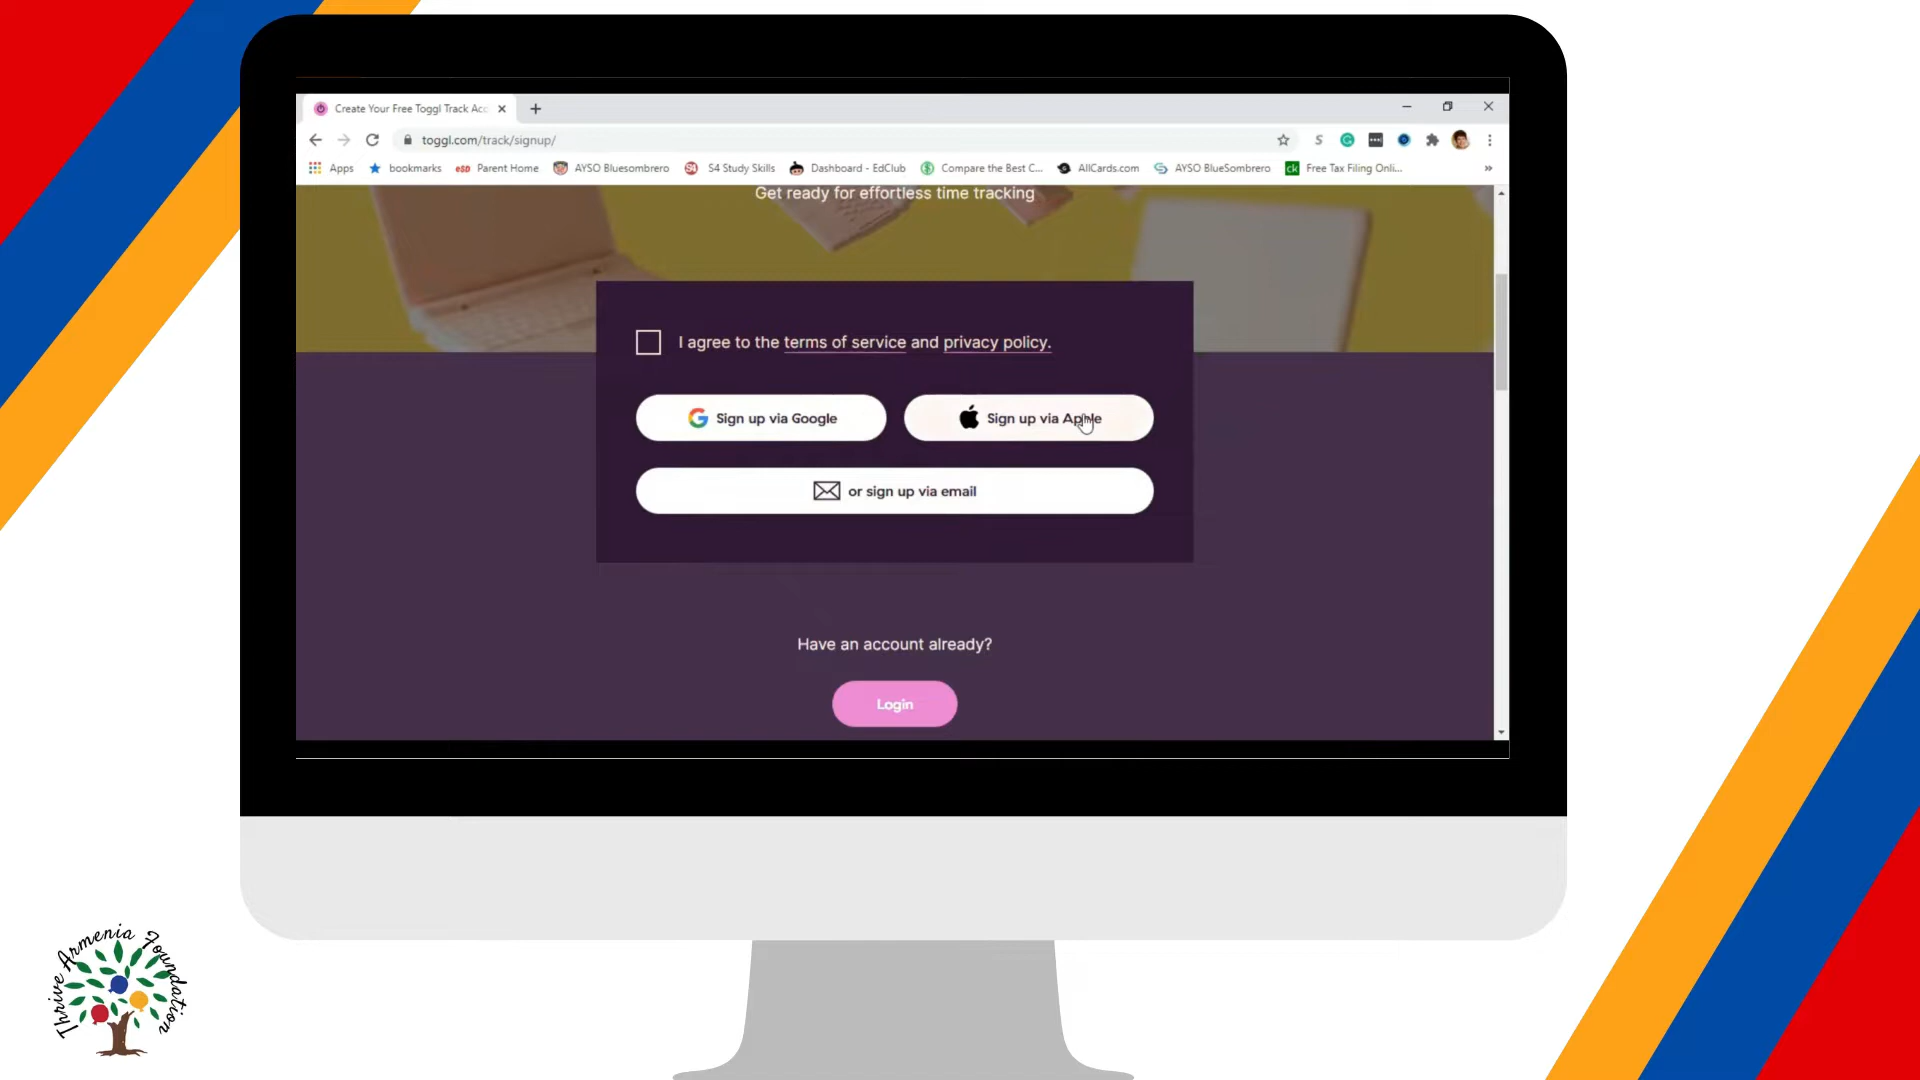 Create Your Free Toggl Track Acc
toggl.com/track/signup/
Apps bookmarks esd Parent Home AYSO Bluesombrero S4 S4 Study Skills Dashboard - EdClub Compare the Best C... AllCards.com AYSO BlueSombrero ck Free Tax Filing Onli... »
Get ready for effortless time tracking
I agree to the terms of service and privacy policy.
Sign up via Google
Sign up via Apple
or sign up via email
Have an account already?
Login
Thrive Armenia Foundation